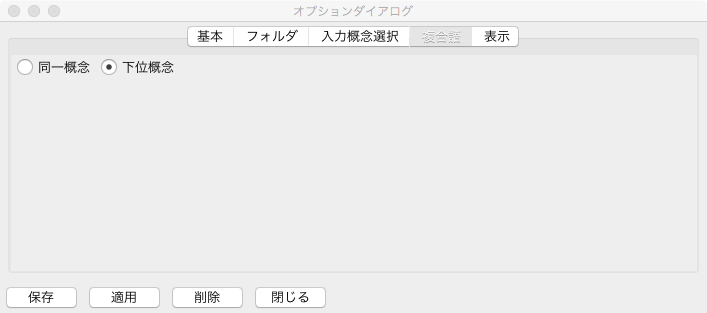 オプションダイアログ
基本 フォルダ 入力概念選択 複合語 表示
同一概念 下位概念
保存 適用 削除 閉じる